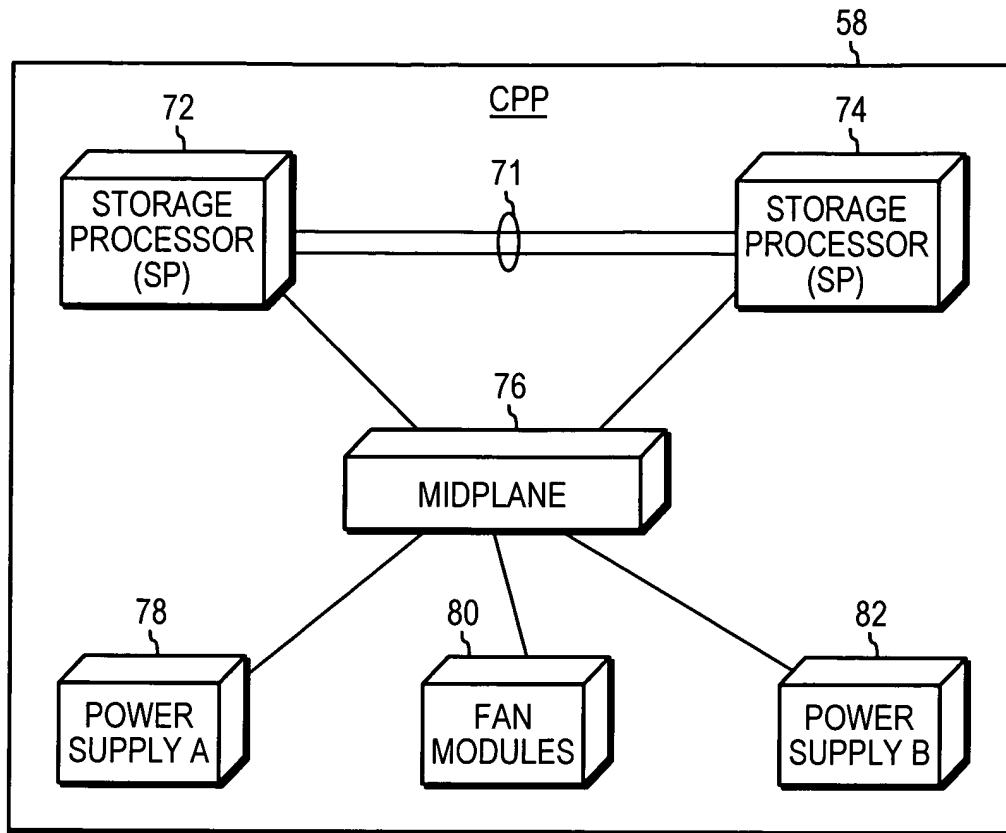 58
CPP
72
74
71
STORAGE
PROCESSOR
(SP)
STORAGE
PROCESSOR
(SP)
76
MIDPLANE
78
80
82
POWER
SUPPLY A
FAN
MODULES
POWER
SUPPLY B